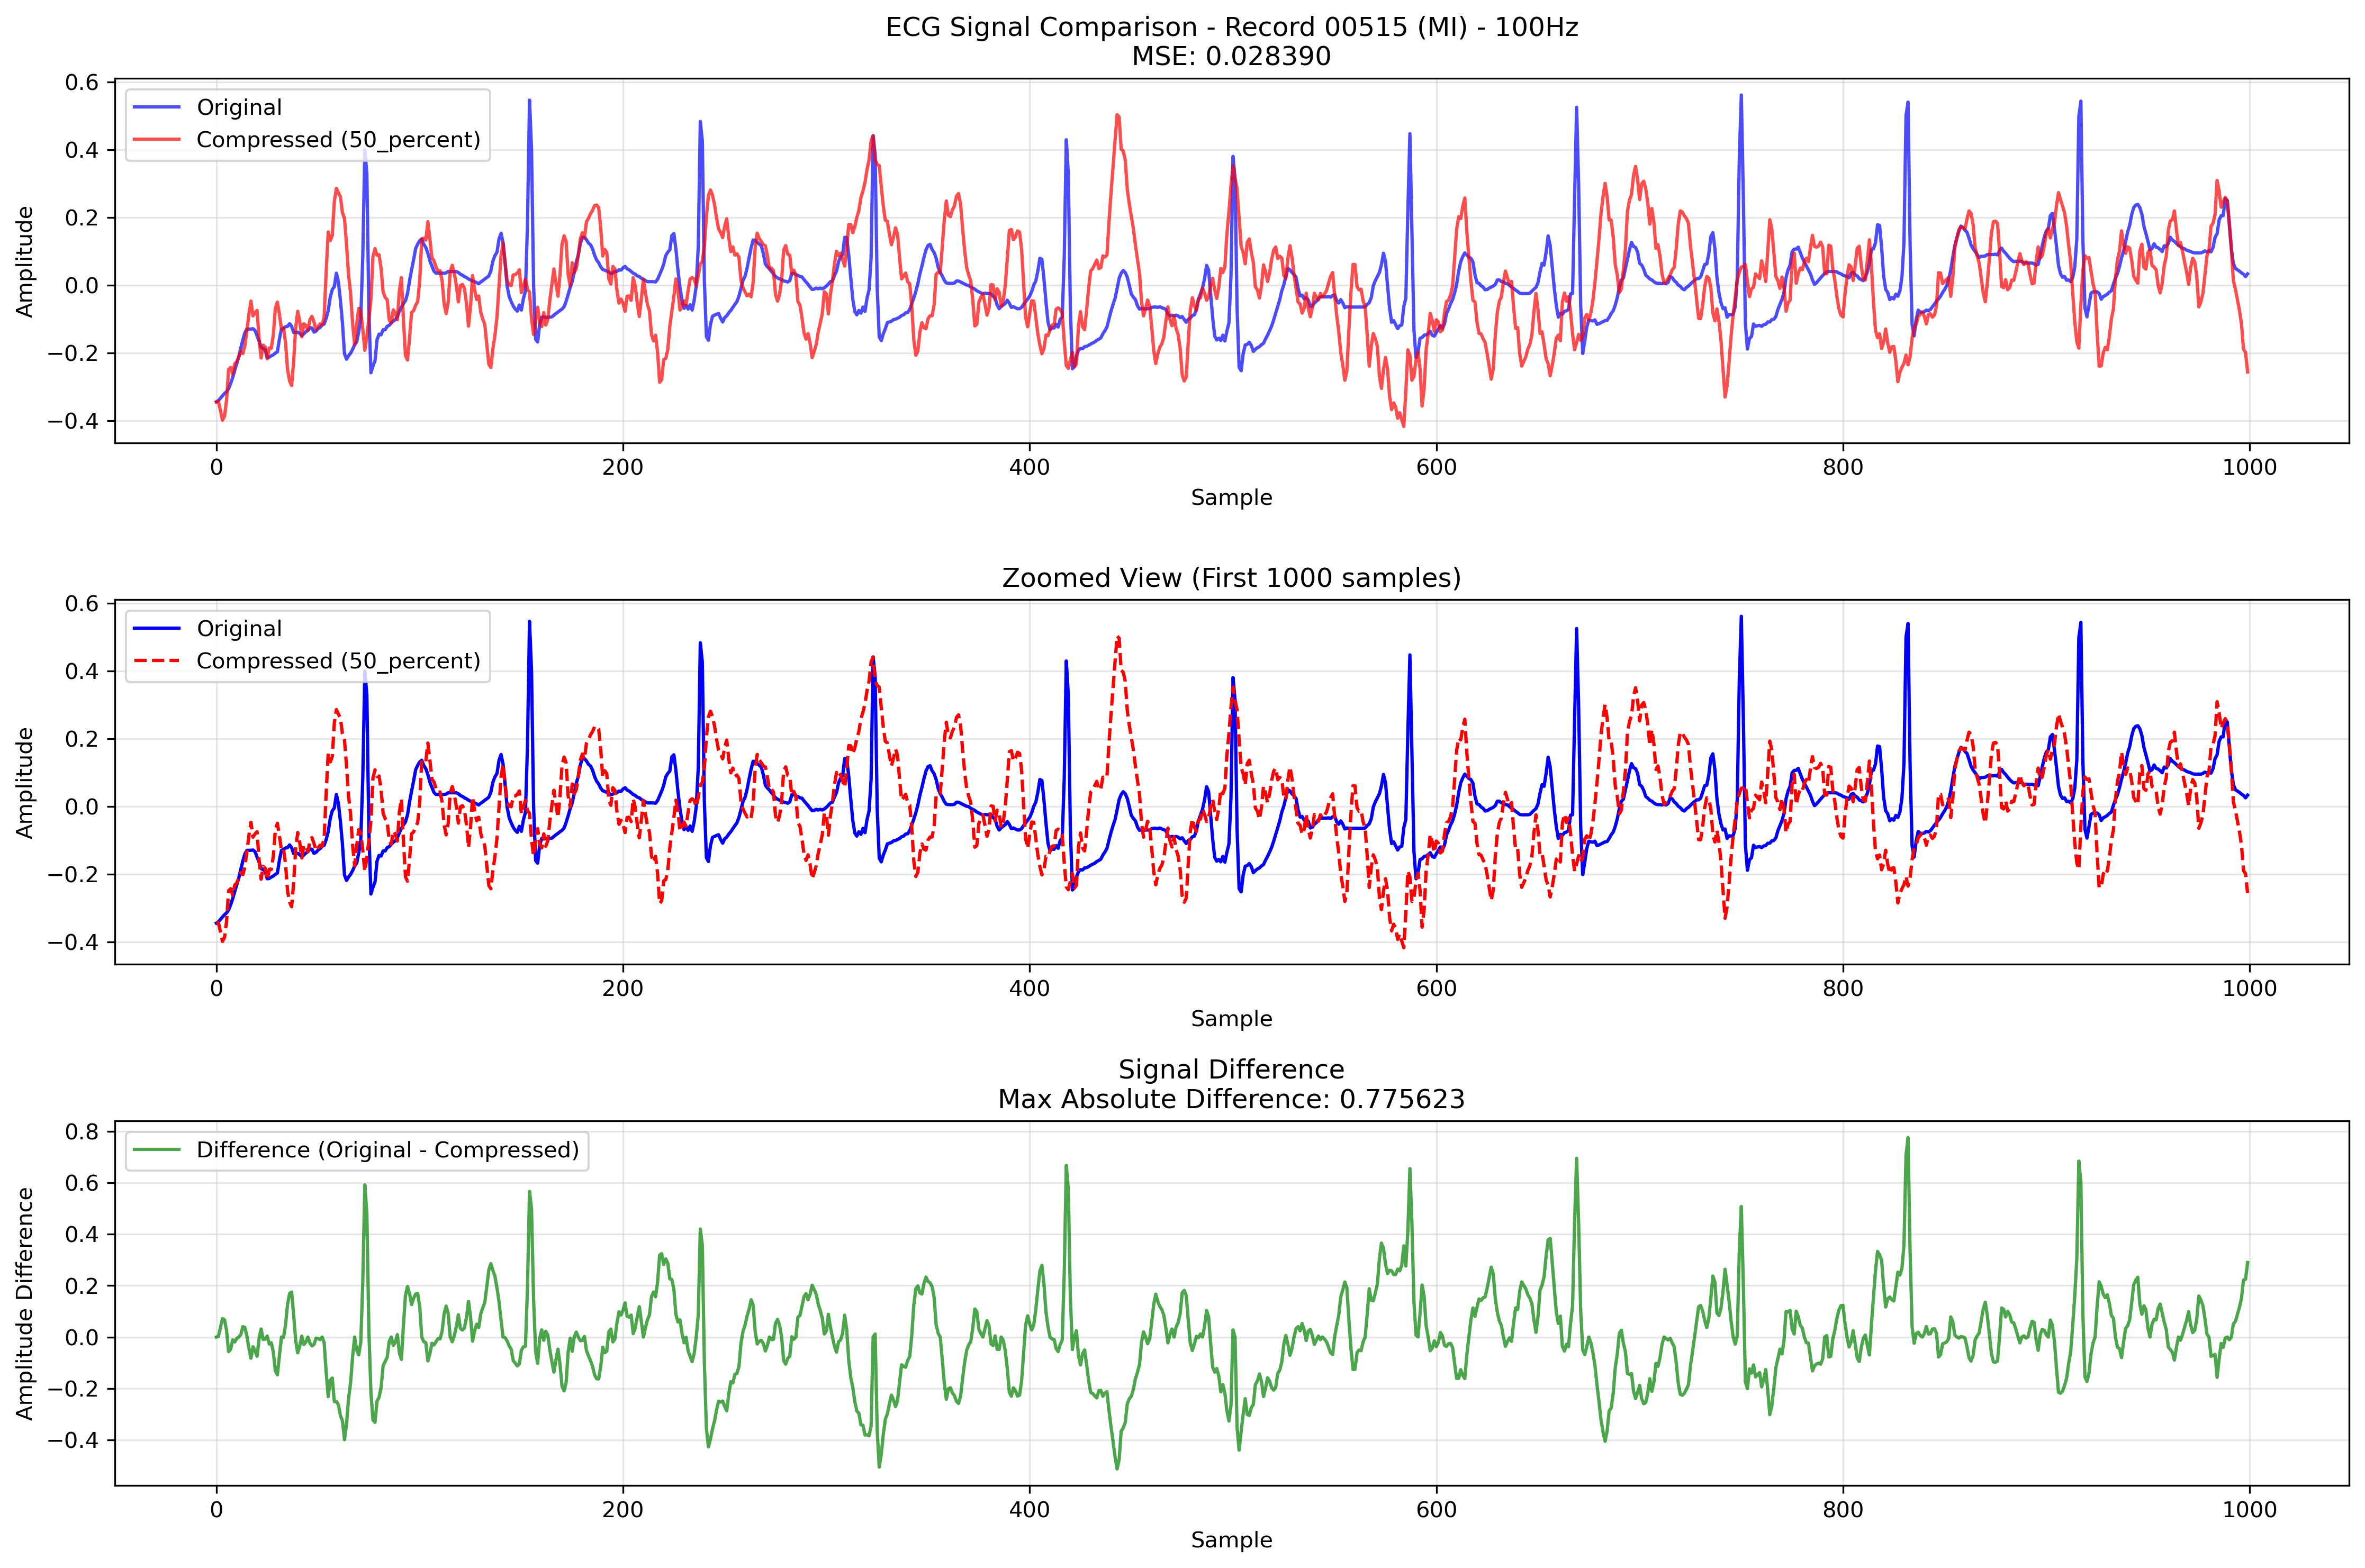 ECG Signal Comparison - Record 00515 (MI) - 100Hz
MSE: 0.028390
0.6
0.4
0.2
0.0
−0.2
−0.4
Amplitude
Original
Compressed (50_percent)
0 200 400 600 800 1000
Sample
Zoomed View (First 1000 samples)
0.6
0.4
0.2
0.0
−0.2
−0.4
Amplitude
Original
Compressed (50_percent)
0 200 400 600 800 1000
Sample
Signal Difference
Max Absolute Difference: 0.775623
0.8
0.6
0.4
0.2
0.0
−0.2
−0.4
Amplitude Difference
Difference (Original - Compressed)
0 200 400 600 800 1000
Sample